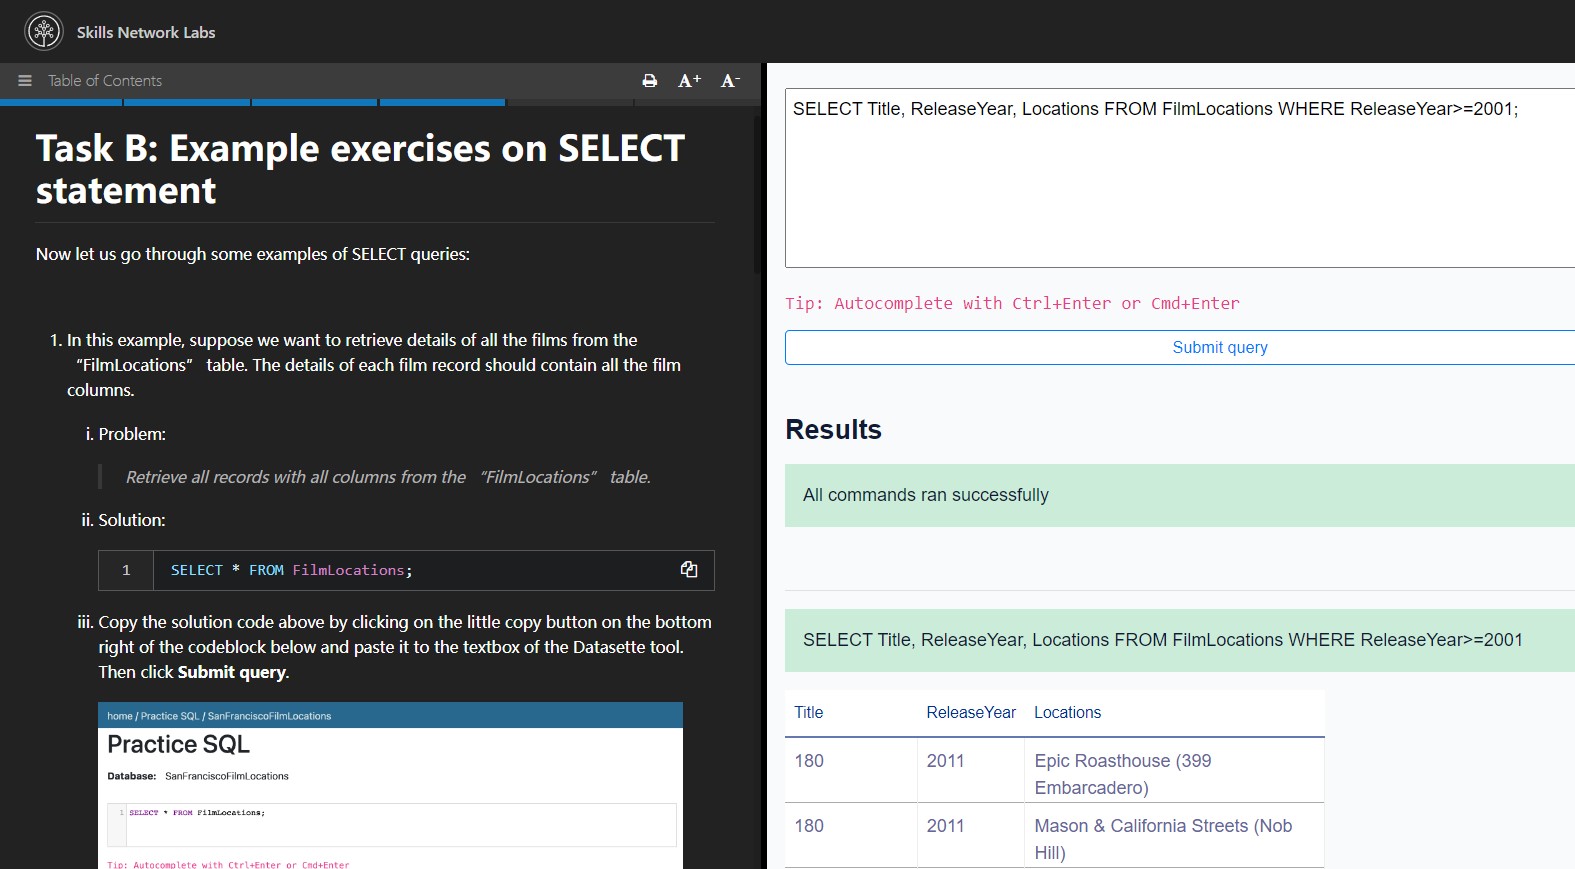 Skills Network Labs
Table of Contents
A+ A-
Task B: Example exercises on SELECT
statement
Now let us go through some examples of SELECT queries:
1. In this example, suppose we want to retrieve details of all the films from the
“FilmLocations” table. The details of each film record should contain all the film
columns.
i. Problem:
Retrieve all records with all columns from the “FilmLocations” table.
ii. Solution:
1 SELECT * FROM FilmLocations;
iii. Copy the solution code above by clicking on the little copy button on the bottom
right of the codeblock below and paste it to the textbox of the Datasette tool.
Then click Submit query.
home / Practice SQL / SanFranciscoFilmLocations
Practice SQL
Database: SanFranciscoFilmLocations
1 SELECT * FROM FilmLocations;
Tip: Autocomplete with Ctrl+Enter or Cmd+Enter
SELECT Title, ReleaseYear, Locations FROM FilmLocations WHERE ReleaseYear>=2001;
Tip: Autocomplete with Ctrl+Enter or Cmd+Enter
Submit query
Results
All commands ran successfully
SELECT Title, ReleaseYear, Locations FROM FilmLocations WHERE ReleaseYear>=2001
Title ReleaseYear Locations
180 2011 Epic Roasthouse (399
Embarcadero)
180 2011 Mason & California Streets (Nob
Hill)